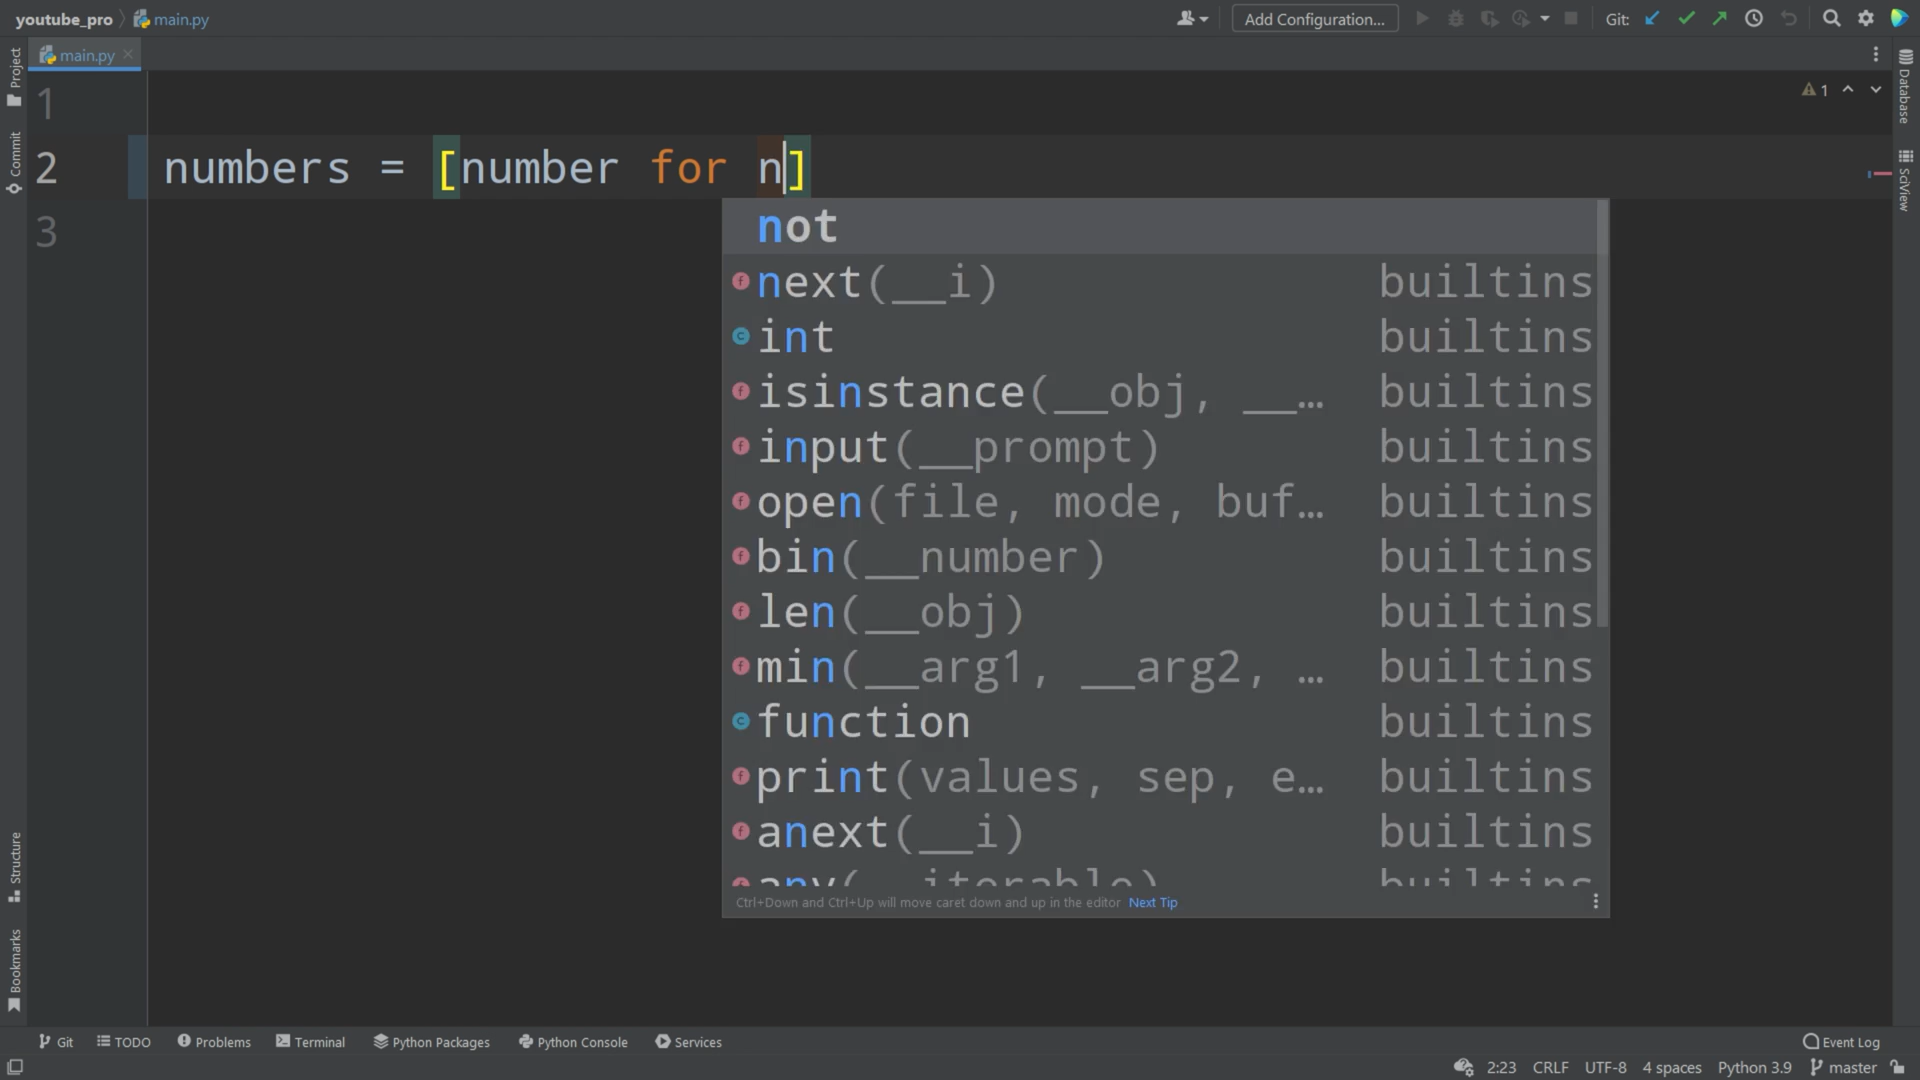 youtube_pro main.py Add Configuration... Git:
main.py
1
1
2 numbers = [number for n]
3
not
next(__i) builtins
int builtins
isinstance(__obj, __… builtins
input(__prompt) builtins
open(file, mode, buf… builtins
bin(__number) builtins
len(__obj) builtins
min(__arg1, __arg2, … builtins
function builtins
print(values, sep, e… builtins
anext(__i) builtins
any(__iterable) builtins
Ctrl+Down and Ctrl+Up will move caret down and up in the editor Next Tip
Project
Commit
Structure
Bookmarks
Database
SciView
Git TODO Problems Terminal Python Packages Python Console Services Event Log
2:23 CRLF UTF-8 4 spaces Python 3.9 master